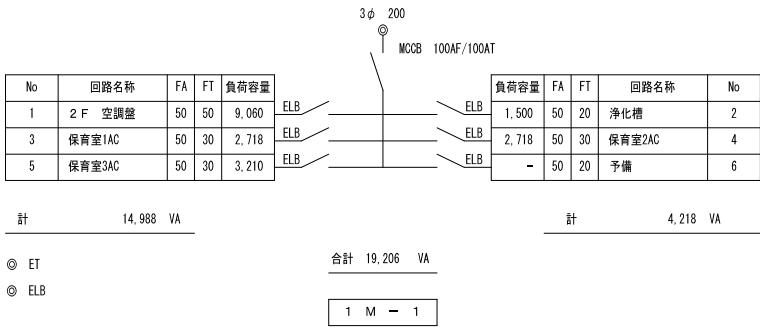 3φ 200
MCCB 100AF/100AT
No 回路名称 FA FT 負荷容量
1 2F 空調盤 50 50 9,060 ELB
3 保育室1AC 50 30 2,718 ELB
5 保育室3AC 50 30 3,210 ELB
負荷容量 FA FT 回路名称 No
ELB 1,500 50 20 浄化槽 2
ELB 2,718 50 30 保育室2AC 4
ELB - 50 20 予備 6
計 14,988 VA
計 4,218 VA
◎ ET
◎ ELB
合計 19,206 VA
1 M - 1